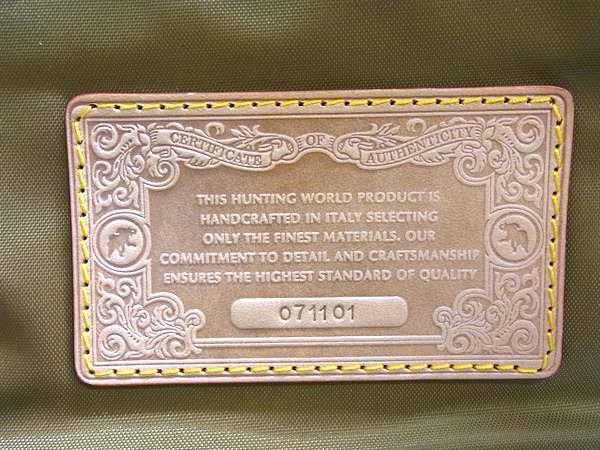 CERTIFICATE OF AUTHENTICITY
THIS HUNTING WORLD PRODUCT IS
HANDCRAFTED IN ITALY SELECTING
ONLY THE FINEST MATERIALS. OUR
COMMITMENT TO DETAIL AND CRAFTSMANSHIP
ENSURES THE HIGHEST STANDARD OF QUALITY
071101